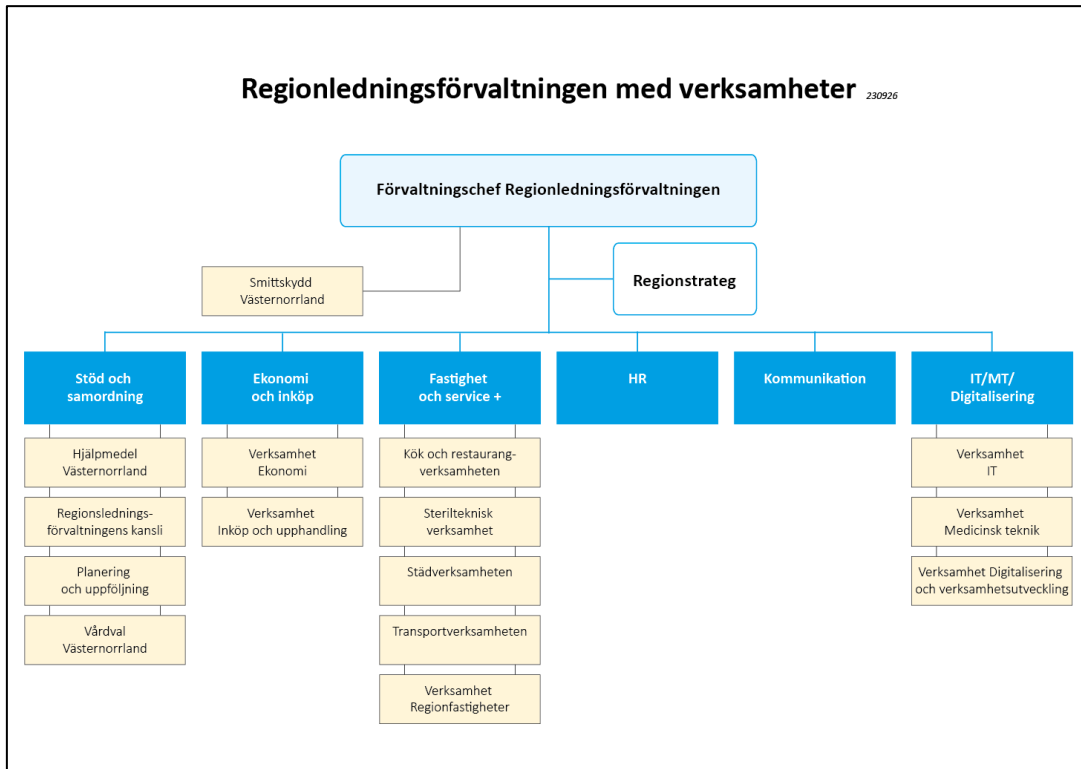 Regionledningsförvaltningen med verksamheter 230926
Förvaltningschef Regionledningsförvaltningen
Smittskydd
Västernorrland
Regionstrateg
Stöd och
samordning
Ekonomi
och inköp
Fastighet
och service +
HR
Kommunikation
IT/MT/
Digitalisering
Hjälpmedel
Västernorrland
Regionslednings-
förvaltningens kansli
Planering
och uppföljning
Vårdval
Västernorrland
Verksamhet
Ekonomi
Verksamhet
Inköp och upphandling
Kök och restaurang-
verksamheten
Sterilteknisk
verksamhet
Städverksamheten
Transportverksamheten
Verksamhet
Regionfastigheter
Verksamhet
IT
Verksamhet
Medicinsk teknik
Verksamhet Digitalisering
och verksamhetsutveckling